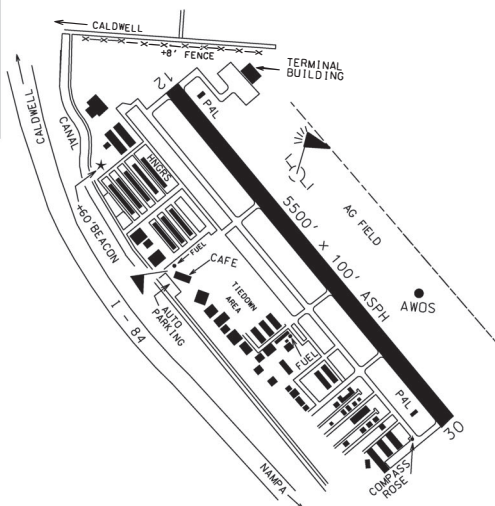 CALDWELL
+8' FENCE
TERMINAL
BUILDING
CALDWELL
CANAL
12
P4L
HNGRS
+60' BEACON
5500' x 100' ASPH
AG FIELD
FUEL
CAFE
TIEDOWN
AREA
AWOS
AUTO
PARKING
I - 84
FUEL
P4L
30
COMPASS
ROSE
NAMPA